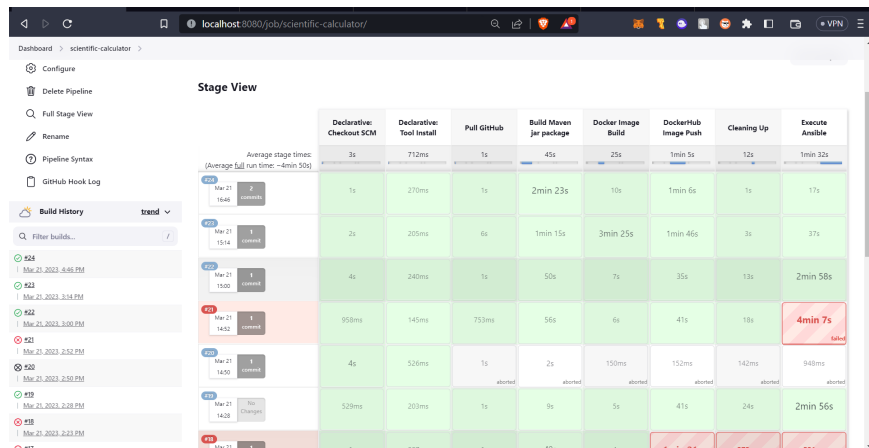 localhost:8080/job/scientific-calculator/
VPN
Dashboard > scientific-calculator >
Configure
Delete Pipeline
Full Stage View
Rename
Pipeline Syntax
GitHub Hook Log
Build History trend
Filter builds... /
#24
Mar 21, 2023, 4:46 PM
#23
Mar 21, 2023, 3:14 PM
#22
Mar 21, 2023, 3:00 PM
#21
Mar 21, 2023, 2:52 PM
#20
Mar 21, 2023, 2:50 PM
#19
Mar 21, 2023, 2:28 PM
#18
Mar 21, 2023, 2:23 PM
Stage View
Declarative: Checkout SCM
Declarative: Tool Install
Pull GitHub
Build Maven jar package
Docker Image Build
DockerHub Image Push
Cleaning Up
Execute Ansible
Average stage times: 3s 712ms 1s 45s 25s 1min 5s 12s 1min 32s
(Average full run time: ~4min 50s)
#24
Mar 21 2
16:46 commits
1s 270ms 1s 2min 23s 10s 1min 6s 1s 17s
#23
Mar 21 1
15:14 commit
2s 205ms 6s 1min 15s 3min 25s 1min 46s 3s 37s
#22
Mar 21 1
15:00 commit
4s 240ms 1s 50s 7s 35s 13s 2min 58s
#21
Mar 21 1
14:52 commit
958ms 145ms 753ms 56s 6s 41s 18s 4min 7s
failed
#20
Mar 21 1
14:50 commit
4s 526ms 1s 2s 150ms 152ms 142ms 948ms
aborted aborted aborted aborted aborted aborted
#19
Mar 21 No
14:28 Changes
529ms 203ms 1s 9s 5s 41s 24s 2min 56s
#18